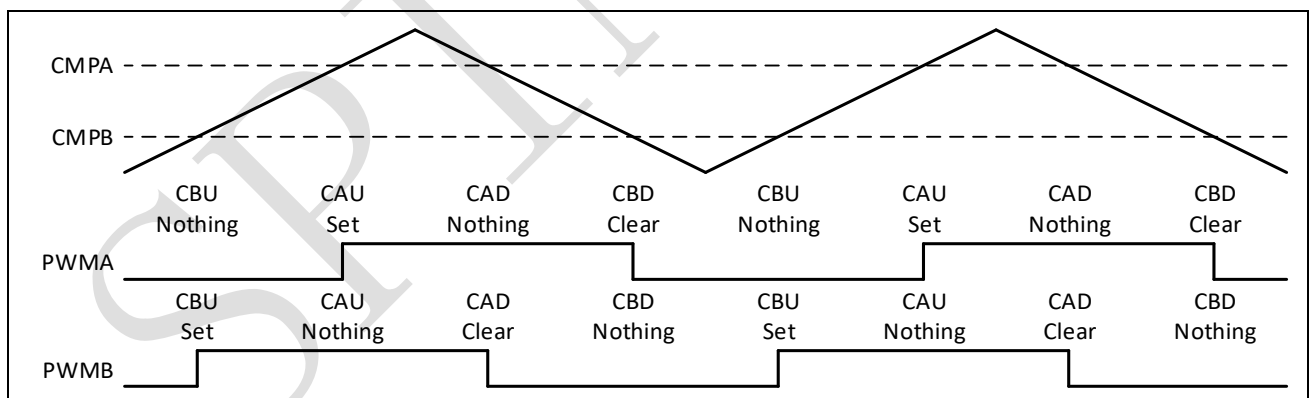 CMPA
CMPB
CBU CAU CAD CBD CBU CAU CAD CBD
Nothing Set Nothing Clear Nothing Set Nothing Clear
PWMA
CBU CAU CAD CBD CBU CAU CAD CBD
Set Nothing Clear Nothing Set Nothing Clear Nothing
PWMB